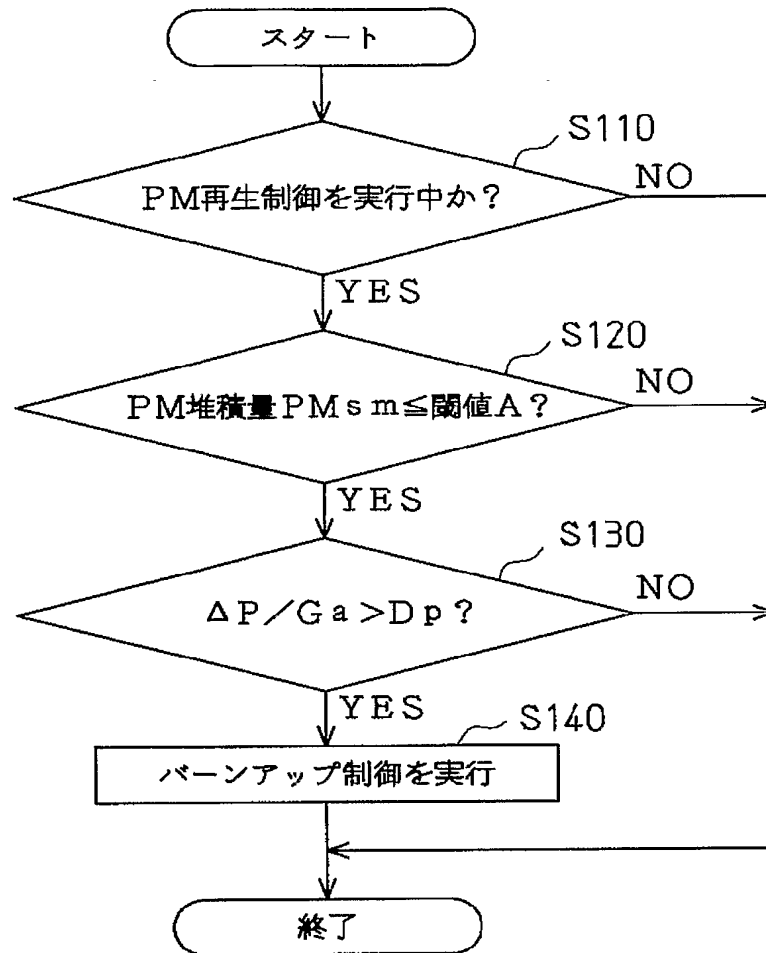 スタート
S110
PM再生制御を実行中か？
NO
YES
S120
PM堆積量PMsm≦閾値A？
NO
YES
S130
ΔP／Ga＞Dp？
NO
YES
S140
バーンアップ制御を実行
終了